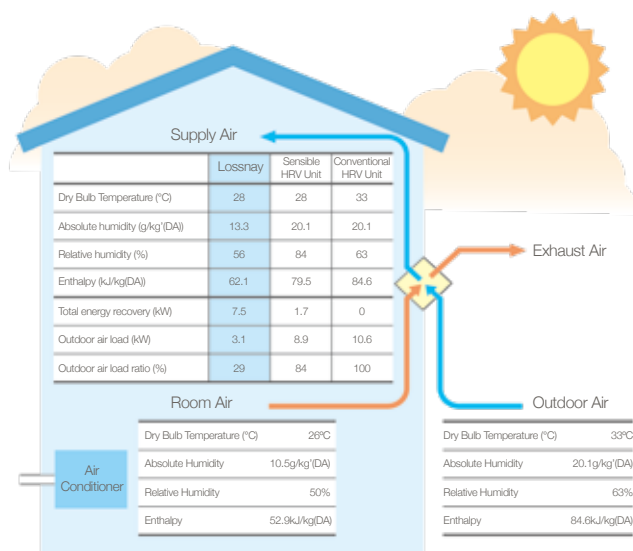 Supply Air
Lossnay Sensible HRV Unit Conventional HRV Unit
Dry Bulb Temperature (°C) 28 28 33
Absolute humidity (g/kg'(DA)) 13.3 20.1 20.1
Relative humidity (%) 56 84 63
Enthalpy (kJ/kg(DA)) 62.1 79.5 84.6
Total energy recovery (kW) 7.5 1.7 0
Outdoor air load (kW) 3.1 8.9 10.6
Outdoor air load ratio (%) 29 84 100
Exhaust Air
Room Air
Dry Bulb Temperature (°C) 26°C
Absolute Humidity 10.5g/kg'(DA)
Relative Humidity 50%
Enthalpy 52.9kJ/kg(DA)
Air
Conditioner
Outdoor Air
Dry Bulb Temperature (°C) 33°C
Absolute Humidity 20.1g/kg'(DA)
Relative Humidity 63%
Enthalpy 84.6kJ/kg(DA)